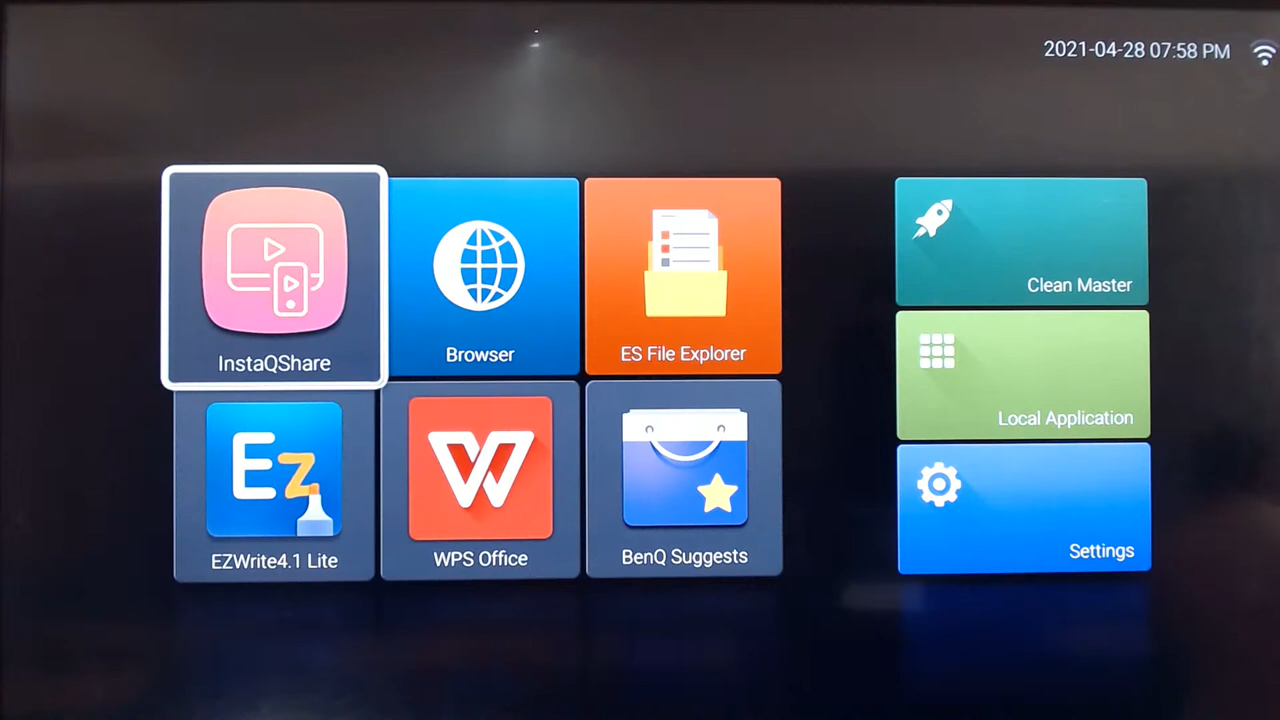 2021-04-28 07:58 PM
InstaQShare
Browser
ES File Explorer
Ez
EZWrite4.1 Lite
W
WPS Office
BenQ Suggests
Clean Master
Local Application
Settings